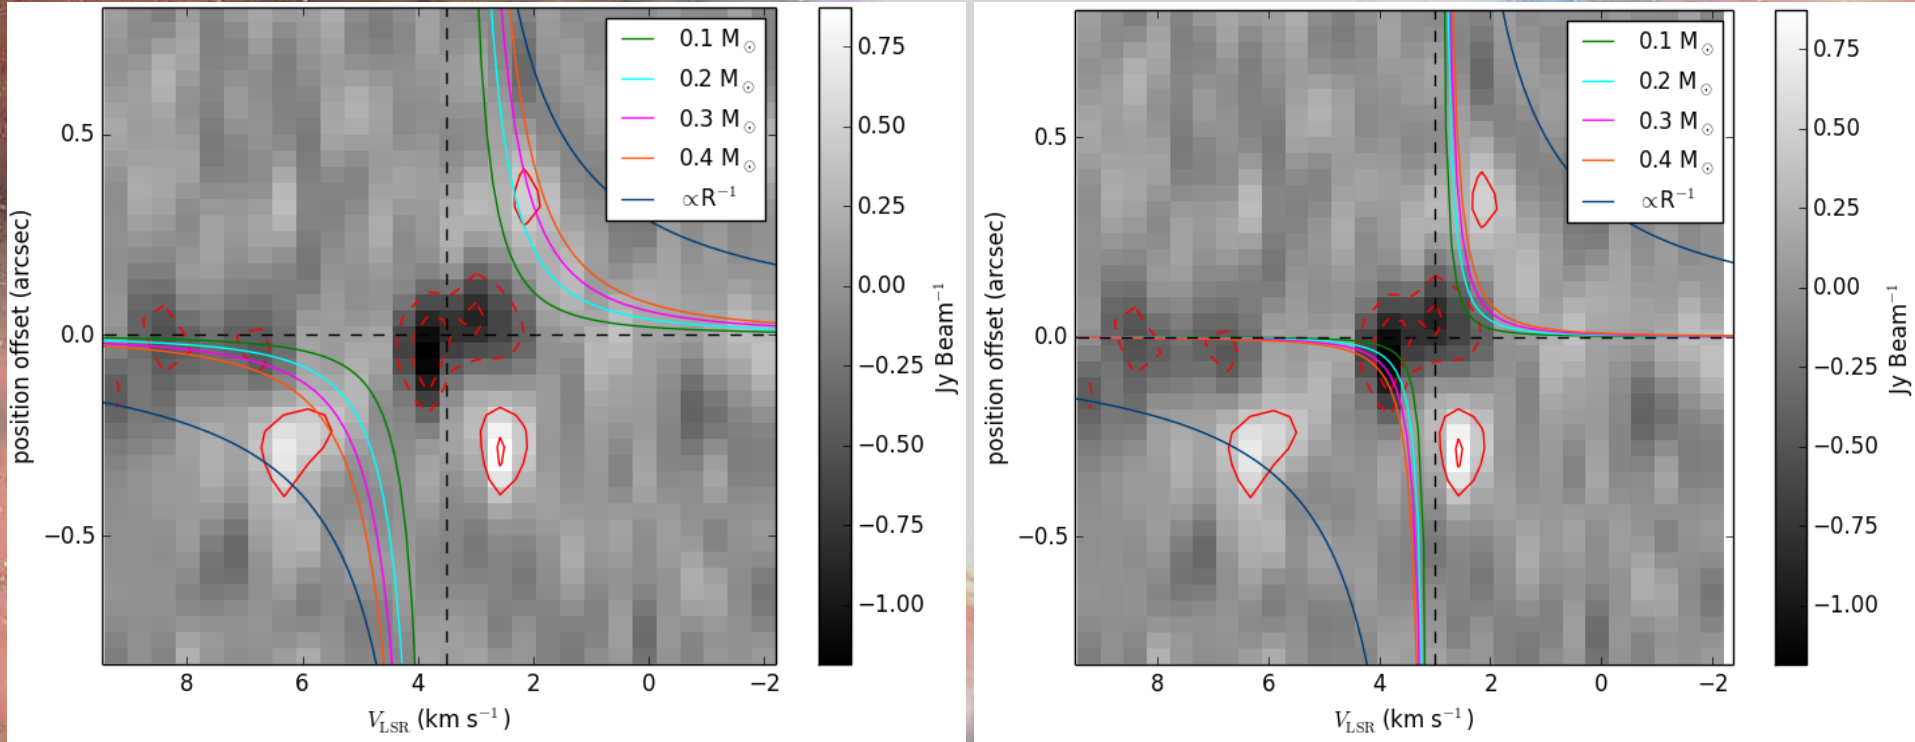 0.1 M☉
0.2 M☉
0.3 M☉
0.4 M☉
∝R⁻¹
0.5
0.0
−0.5
position offset (arcsec)
8 6 4 2 0 −2
V_LSR (km s⁻¹)
0.75
0.50
0.25
0.00
−0.25
−0.50
−0.75
−1.00
Jy Beam⁻¹
0.1 M☉
0.2 M☉
0.3 M☉
0.4 M☉
∝R⁻¹
0.5
0.0
−0.5
position offset (arcsec)
8 6 4 2 0 −2
V_LSR (km s⁻¹)
0.75
0.50
0.25
0.00
−0.25
−0.50
−0.75
−1.00
Jy Beam⁻¹